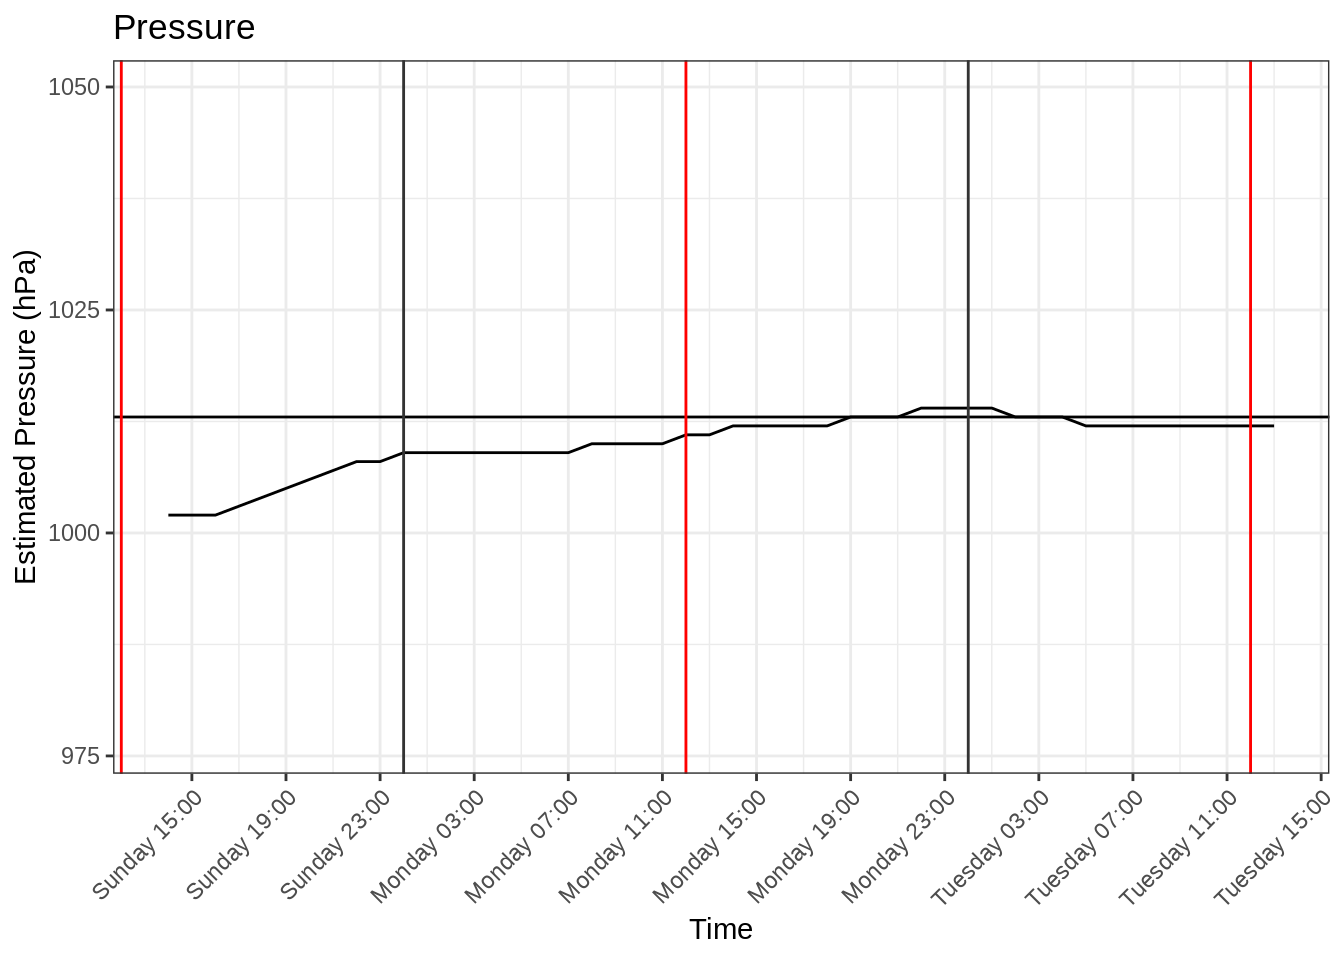 Pressure
1050
1025
1000
975
Estimated Pressure (hPa)
Sunday 15:00
Sunday 19:00
Sunday 23:00
Monday 03:00
Monday 07:00
Monday 11:00
Monday 15:00
Monday 19:00
Monday 23:00
Tuesday 03:00
Tuesday 07:00
Tuesday 11:00
Tuesday 15:00
Time